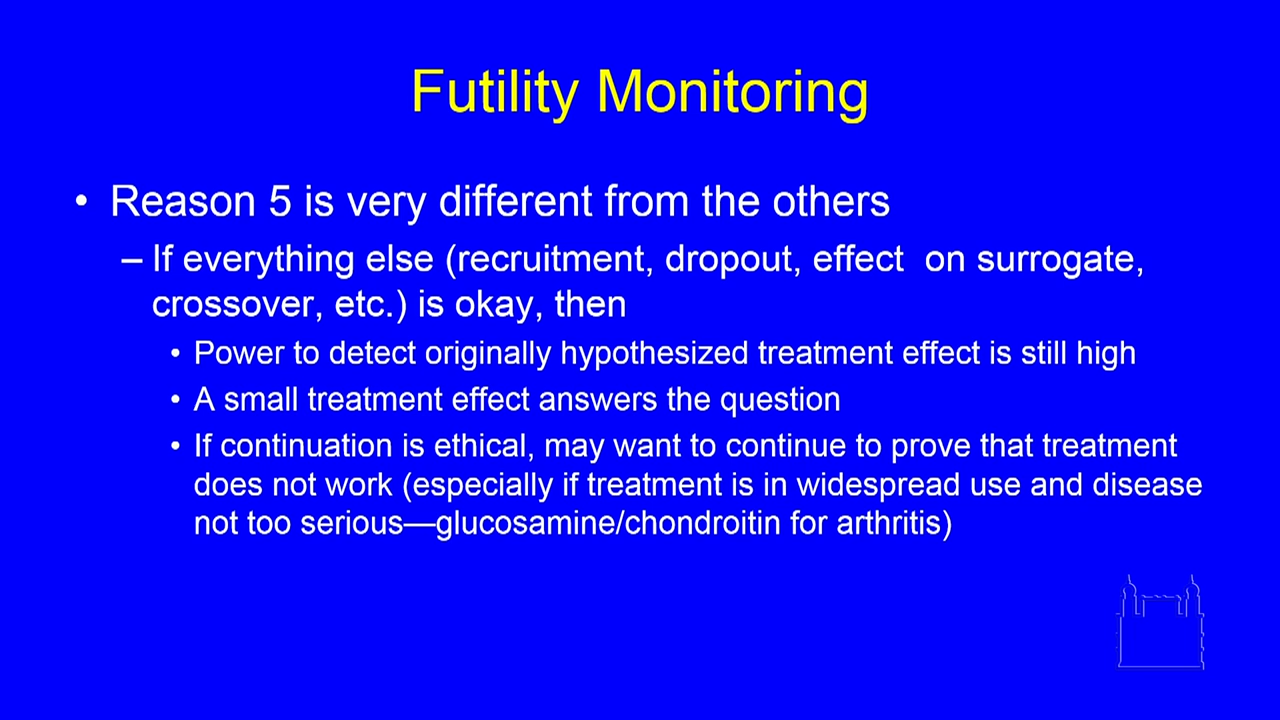 Futility Monitoring
• Reason 5 is very different from the others
– If everything else (recruitment, dropout, effect  on surrogate,
crossover, etc.) is okay, then
• Power to detect originally hypothesized treatment effect is still high
• A small treatment effect answers the question
• If continuation is ethical, may want to continue to prove that treatment
does not work (especially if treatment is in widespread use and disease
not too serious—glucosamine/chondroitin for arthritis)